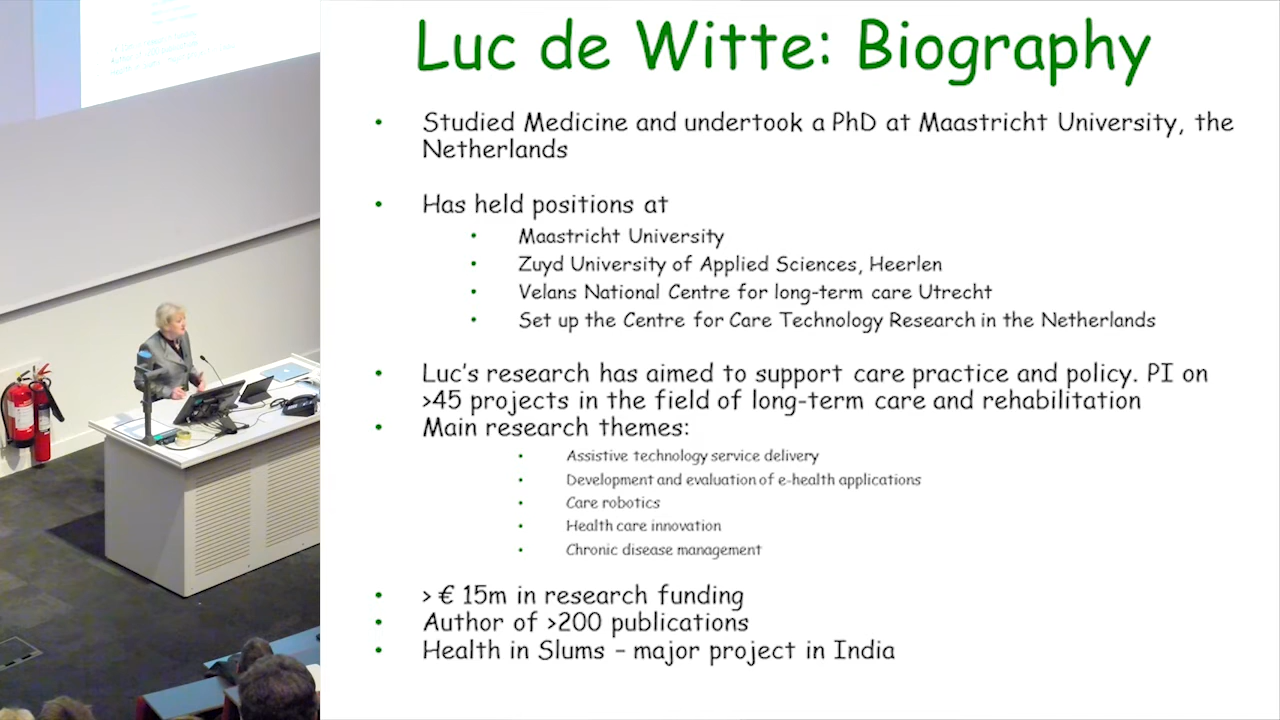 Luc de Witte: Biography
• Studied Medicine and undertook a PhD at Maastricht University, the
Netherlands
• Has held positions at
• Maastricht University
• Zuyd University of Applied Sciences, Heerlen
• Velans National Centre for long-term care Utrecht
• Set up the Centre for Care Technology Research in the Netherlands
• Luc's research has aimed to support care practice and policy. PI on
>45 projects in the field of long-term care and rehabilitation
• Main research themes:
• Assistive technology service delivery
• Development and evaluation of e-health applications
• Care robotics
• Health care innovation
• Chronic disease management
• > € 15m in research funding
• Author of >200 publications
• Health in Slums – major project in India